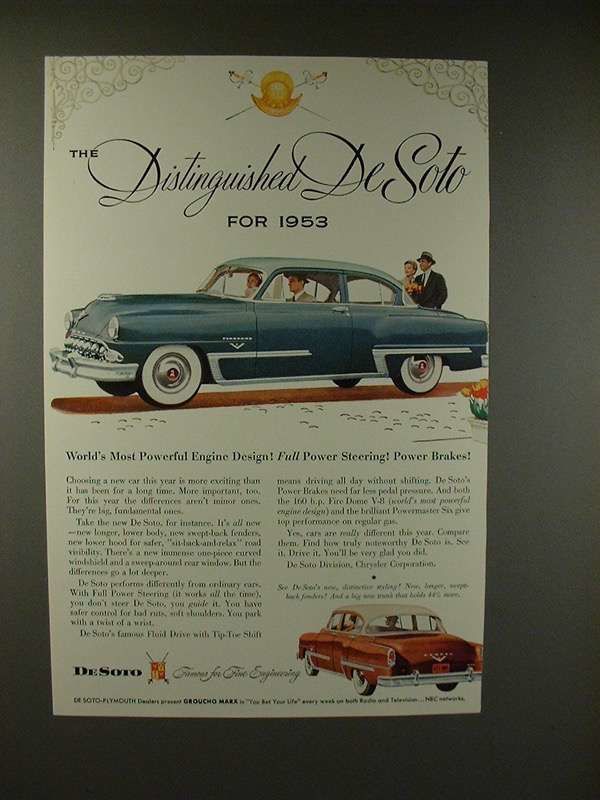 THE Distinguished De Soto
FOR 1953
FIREDOME
V
World's Most Powerful Engine Design! Full Power Steering! Power Brakes!
Choosing a new car this year is more exciting than
it has been for a long time. More important, too.
For this year the differences aren't minor ones.
They're big, fundamental ones.
Take the new De Soto, for instance. It's all new
—new longer, lower body, new swept-back fenders,
new lower hood for safer, "sit-back-and-relax" road
visibility. There's a new immense one-piece curved
windshield and a sweep-around rear window. But the
differences go a lot deeper.
De Soto performs differently from ordinary cars.
With Full Power Steering (it works all the time), you
you don't steer De Soto, you guide it. You have
safer control for bad ruts, soft shoulders. You park
with a twist of a wrist.
De Soto's famous Fluid Drive with Tip-Toe Shift
means driving all day without shifting. De Soto's
Power Brakes need far less pedal pressure. And both
the 160 h.p. Fire Dome V-8 (world's most powerful
engine design) and the brilliant Powermaster Six give
top performance on regular gas.
Yes, cars are really different this year. Compare
them. Find how truly noteworthy De Soto is. See
it. Drive it. You'll be very glad you did.
De Soto Division, Chrysler Corporation.
See De Soto's new, distinctive styling! New, longer, swept-
back fenders! And a big new trunk that holds 44% more.
DE SOTO Famous for Fine Engineering
DE SOTO-PLYMOUTH Dealers present GROUCHO MARX in "You Bet Your Life" every week on both Radio and Television... NBC networks.